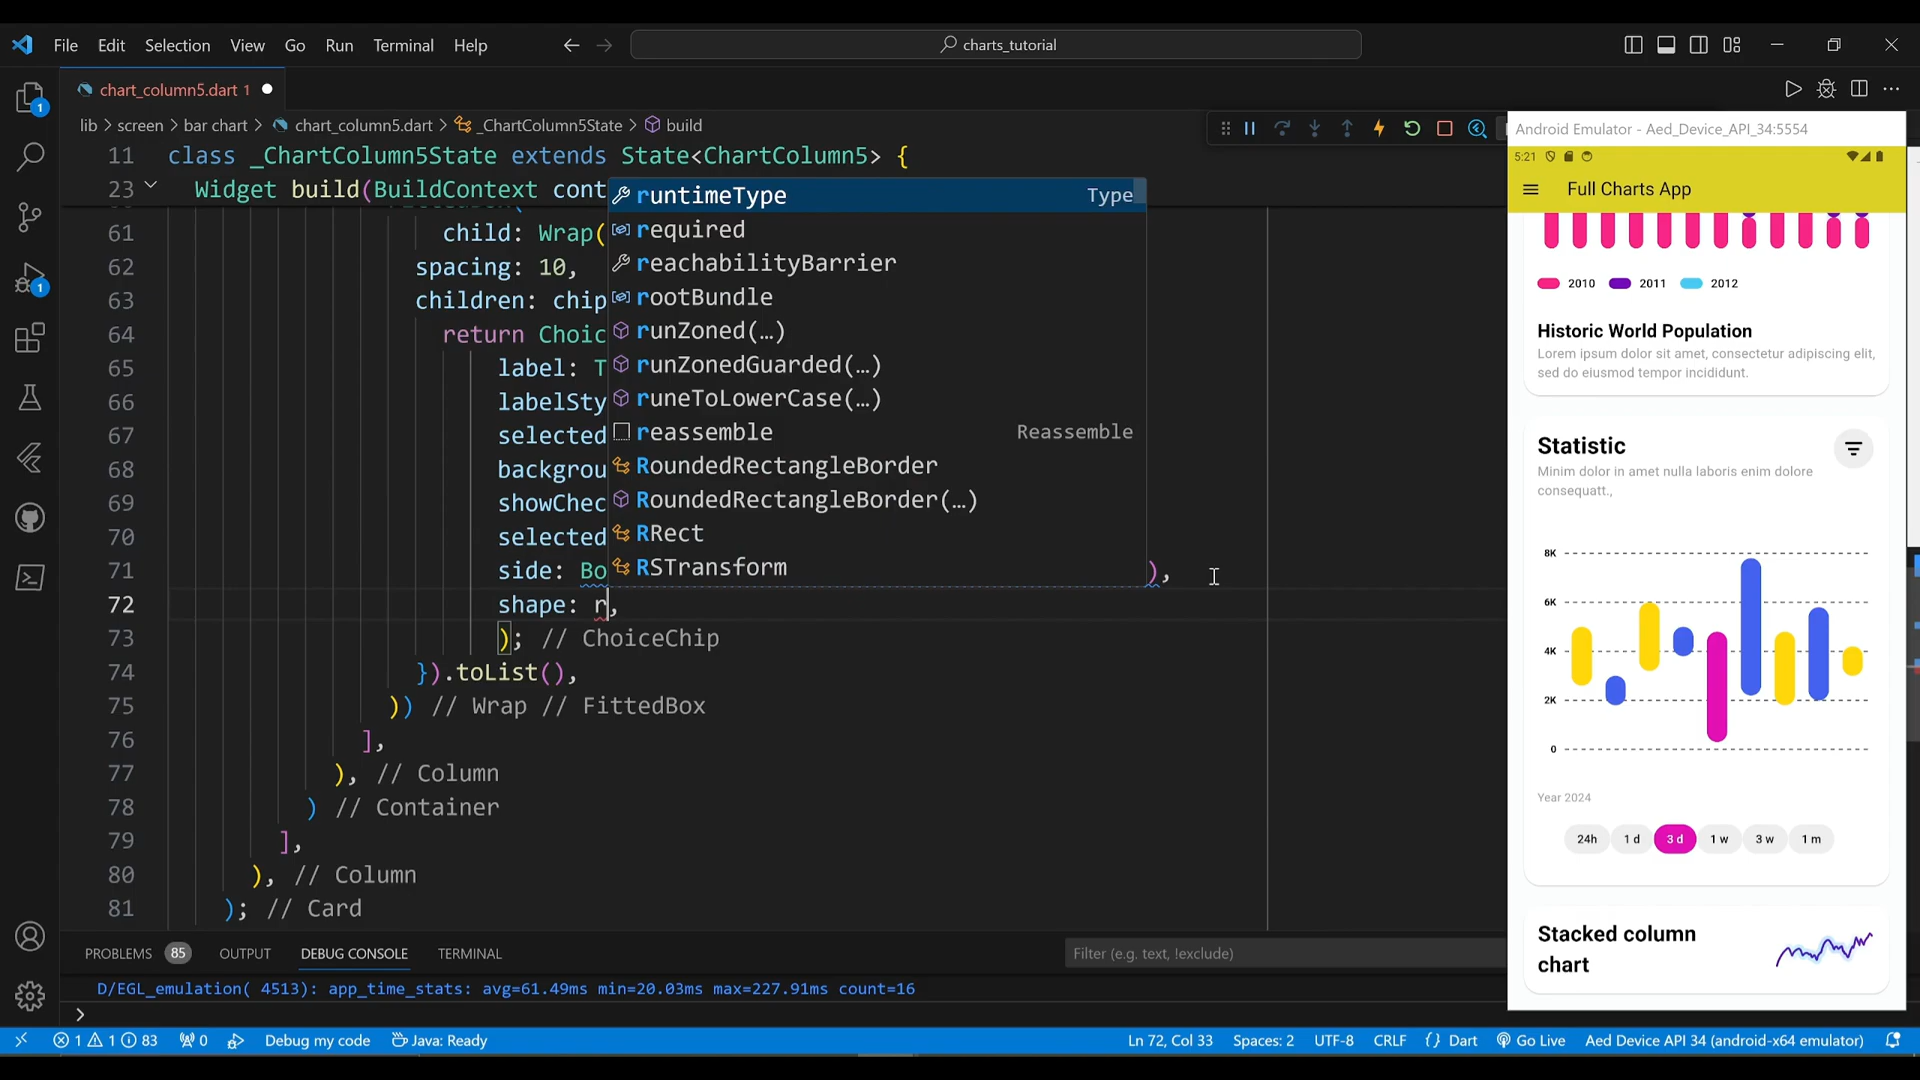 File Edit Selection View Go Run Terminal Help
charts_tutorial
chart_column5.dart 1
lib > screen > bar chart > chart_column5.dart > _ChartColumn5State > build
11 class _ChartColumn5State extends State<ChartColumn5> {
23 Widget build(BuildContext cont
61 child: Wrap(
62 spacing: 10,
63 children: chip
64 return Choic
65 label: T
66 labelSty
67 selected
68 backgrou
69 showChec
70 selected
71 side: Bo ),
72 shape: r,
73 ); // ChoiceChip
74 }).toList(),
75 )) // Wrap // FittedBox
76 ],
77 ), // Column
78 ) // Container
79 ],
80 ), // Column
81 ); // Card
runtimeType Type
required
reachabilityBarrier
rootBundle
runZoned(…)
runZonedGuarded(…)
runeToLowerCase(…)
reassemble Reassemble
RoundedRectangleBorder
RoundedRectangleBorder(…)
RRect
RSTransform
Android Emulator - Aed_Device_API_34:5554
5:21
Full Charts App
2010 2011 2012
Historic World Population
Lorem ipsum dolor sit amet, consectetur adipiscing elit,
sed do eiusmod tempor incididunt.
Statistic
Minim dolor in amet nulla laboris enim dolore
consequatt.,
8K
6K
4K
2K
0
Year 2024
24h 1 d 3 d 1 w 3 w 1 m
Stacked column
chart
PROBLEMS 85 OUTPUT DEBUG CONSOLE TERMINAL
Filter (e.g. text, !exclude)
D/EGL_emulation( 4513): app_time_stats: avg=61.49ms min=20.03ms max=227.91ms count=16
>
1 1 83 0 Debug my code Java: Ready
Ln 72, Col 33 Spaces: 2 UTF-8 CRLF {} Dart Go Live Aed Device API 34 (android-x64 emulator)